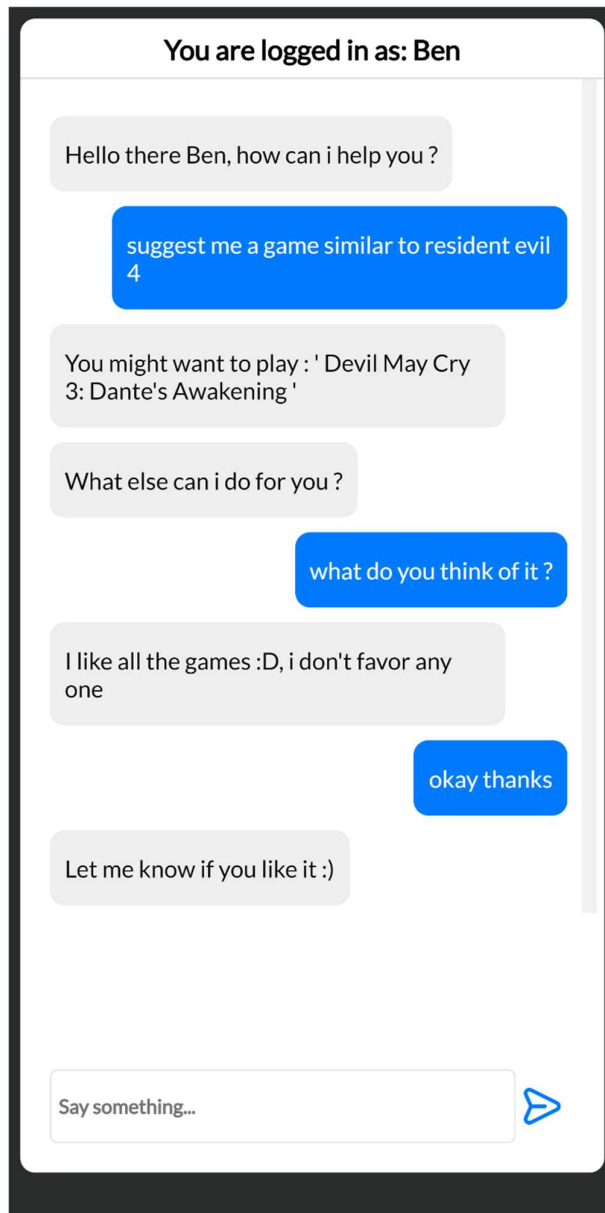 You are logged in as: Ben
Hello there Ben, how can i help you ?
suggest me a game similar to resident evil
4
You might want to play : ' Devil May Cry
3: Dante's Awakening '
What else can i do for you ?
what do you think of it ?
I like all the games :D, i don't favor any
one
okay thanks
Let me know if you like it :)
Say something...